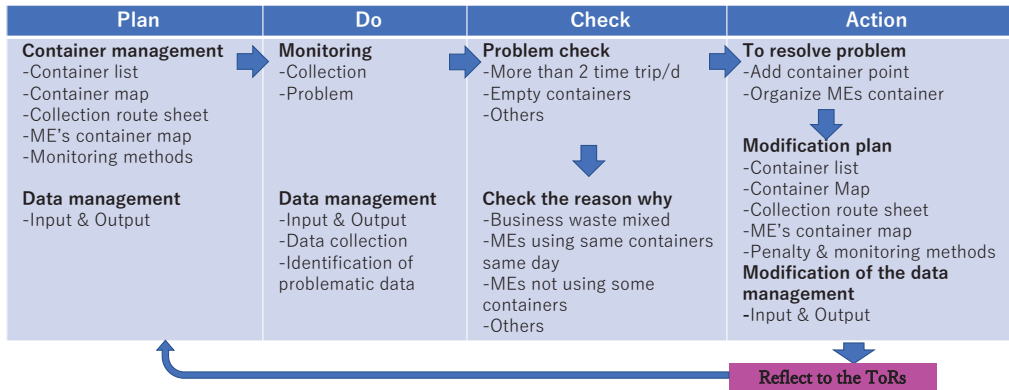 Plan
Container management
-Container list
-Container map
-Collection route sheet
-ME's container map
-Monitoring methods
Data management
-Input & Output
Do
Monitoring
-Collection
-Problem
Data management
-Input & Output
-Data collection
-Identification of
problematic data
Check
Problem check
-More than 2 time trip/d
-Empty containers
-Others
Check the reason why
-Business waste mixed
-MEs using same containers
same day
-MEs not using some
containers
-Others
Action
To resolve problem
-Add container point
-Organize MEs container
Modification plan
-Container list
-Container Map
-Collection route sheet
-ME's container map
-Penalty & monitoring methods
Modification of the data
management
-Input & Output
Reflect to the ToRs